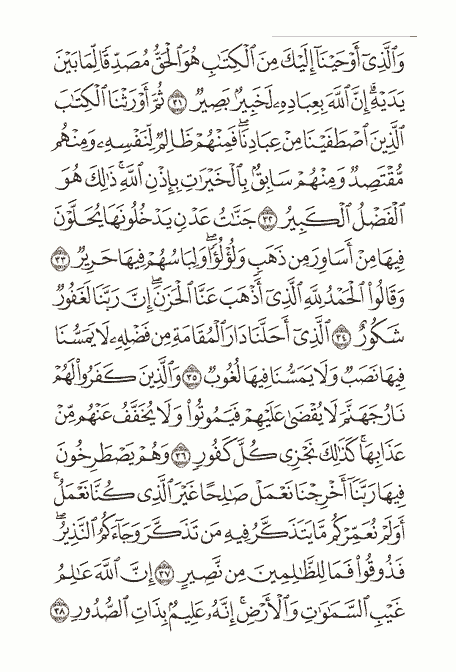 وَٱلَّذِىٓ أَوْحَيْنَآ إِلَيْكَ مِنَ ٱلْكِتَٰبِ هُوَ ٱلْحَقُّ مُصَدِّقًا لِّمَا بَيْنَ
يَدَيْهِ ۗ إِنَّ ٱللَّهَ بِعِبَادِهِۦ لَخَبِيرٌۢ بَصِيرٌ ٣١ ثُمَّ أَوْرَثْنَا ٱلْكِتَٰبَ
ٱلَّذِينَ ٱصْطَفَيْنَا مِنْ عِبَادِنَا ۖ فَمِنْهُمْ ظَالِمٌ لِّنَفْسِهِۦ وَمِنْهُم
مُّقْتَصِدٌ وَمِنْهُمْ سَابِقٌۢ بِٱلْخَيْرَٰتِ بِإِذْنِ ٱللَّهِ ۚ ذَٰلِكَ هُوَ
ٱلْفَضْلُ ٱلْكَبِيرُ ٣٢ جَنَّٰتُ عَدْنٍ يَدْخُلُونَهَا يُحَلَّوْنَ
فِيهَا مِنْ أَسَاوِرَ مِن ذَهَبٍ وَلُؤْلُؤًا ۖ وَلِبَاسُهُمْ فِيهَا حَرِيرٌ ٣٣
وَقَالُوا۟ ٱلْحَمْدُ لِلَّهِ ٱلَّذِىٓ أَذْهَبَ عَنَّا ٱلْحَزَنَ ۖ إِنَّ رَبَّنَا لَغَفُورٌ
شَكُورٌ ٣٤ ٱلَّذِىٓ أَحَلَّنَا دَارَ ٱلْمُقَامَةِ مِن فَضْلِهِۦ لَا يَمَسُّنَا
فِيهَا نَصَبٌ وَلَا يَمَسُّنَا فِيهَا لُغُوبٌ ٣٥ وَٱلَّذِينَ كَفَرُوا۟ لَهُمْ
نَارُ جَهَنَّمَ لَا يُقْضَىٰ عَلَيْهِمْ فَيَمُوتُوا۟ وَلَا يُخَفَّفُ عَنْهُم مِّنْ
عَذَابِهَا ۚ كَذَٰلِكَ نَجْزِى كُلَّ كَفُورٍ ٣٦ وَهُمْ يَصْطَرِخُونَ
فِيهَا رَبَّنَآ أَخْرِجْنَا نَعْمَلْ صَٰلِحًا غَيْرَ ٱلَّذِى كُنَّا نَعْمَلُ ۚ
أَوَلَمْ نُعَمِّرْكُم مَّا يَتَذَكَّرُ فِيهِ مَن تَذَكَّرَ وَجَآءَكُمُ ٱلنَّذِيرُ ۖ
فَذُوقُوا۟ فَمَا لِلظَّٰلِمِينَ مِن نَّصِيرٍ ٣٧ إِنَّ ٱللَّهَ عَٰلِمُ
غَيْبِ ٱلسَّمَٰوَٰتِ وَٱلْأَرْضِ ۚ إِنَّهُۥ عَلِيمٌۢ بِذَاتِ ٱلصُّدُورِ ٣٨